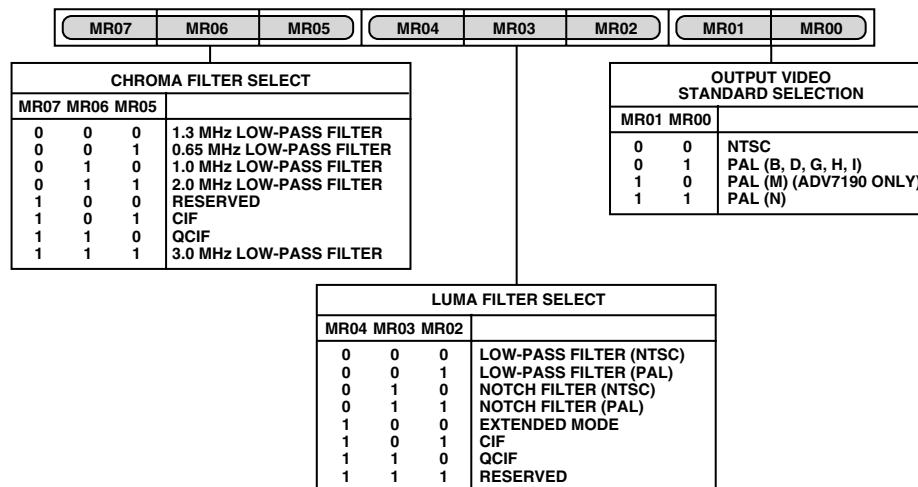 MR07 MR06 MR05 MR04 MR03 MR02 MR01 MR00
CHROMA FILTER SELECT
MR07 MR06 MR05
0 0 0 1.3 MHz LOW-PASS FILTER
0 0 1 0.65 MHz LOW-PASS FILTER
0 1 0 1.0 MHz LOW-PASS FILTER
0 1 1 2.0 MHz LOW-PASS FILTER
1 0 0 RESERVED
1 0 1 CIF
1 1 0 QCIF
1 1 1 3.0 MHz LOW-PASS FILTER
OUTPUT VIDEO
STANDARD SELECTION
MR01 MR00
0 0 NTSC
0 1 PAL (B, D, G, H, I)
1 0 PAL (M) (ADV7190 ONLY)
1 1 PAL (N)
LUMA FILTER SELECT
MR04 MR03 MR02
0 0 0 LOW-PASS FILTER (NTSC)
0 0 1 LOW-PASS FILTER (PAL)
0 1 0 NOTCH FILTER (NTSC)
0 1 1 NOTCH FILTER (PAL)
1 0 0 EXTENDED MODE
1 0 1 CIF
1 1 0 QCIF
1 1 1 RESERVED